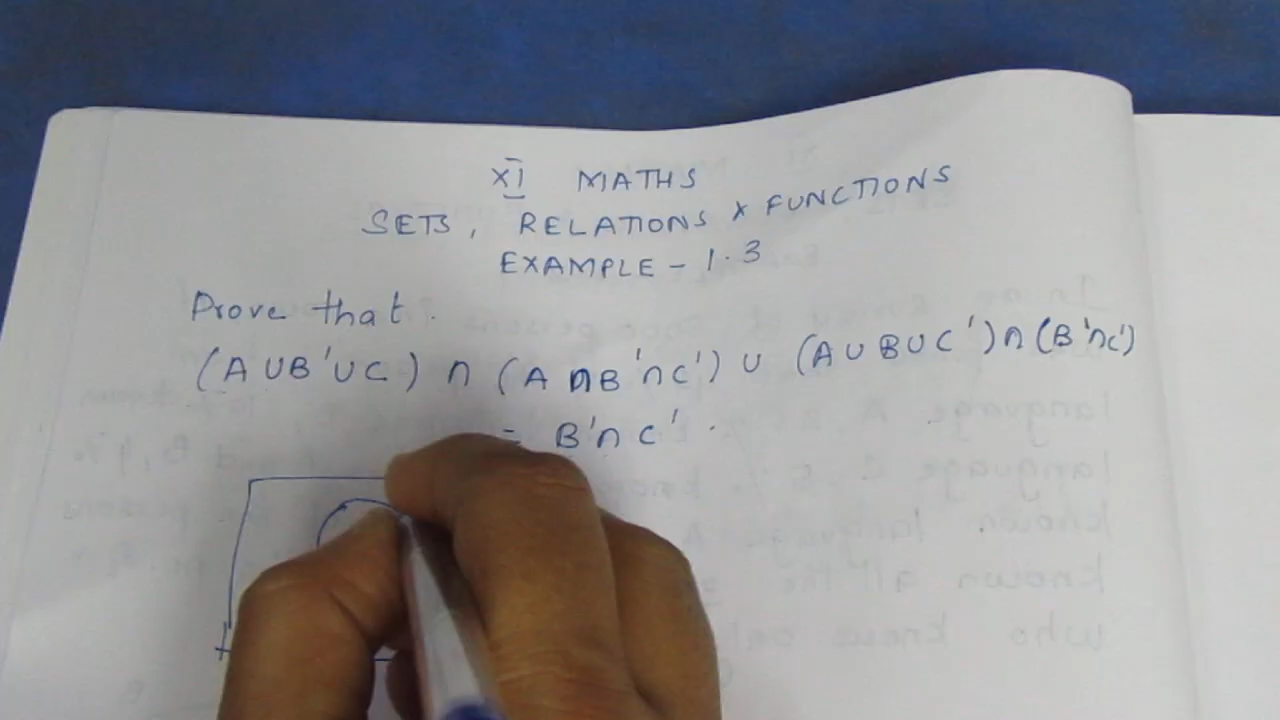 XI MATHS
SETS, RELATIONS & FUNCTIONS
EXAMPLE - 1.3
Prove that.
(A∪B'∪C) ∩ (A∩B'∩C') ∪ (A∪B∪C')∩(B'∩C')
= B'∩C'.